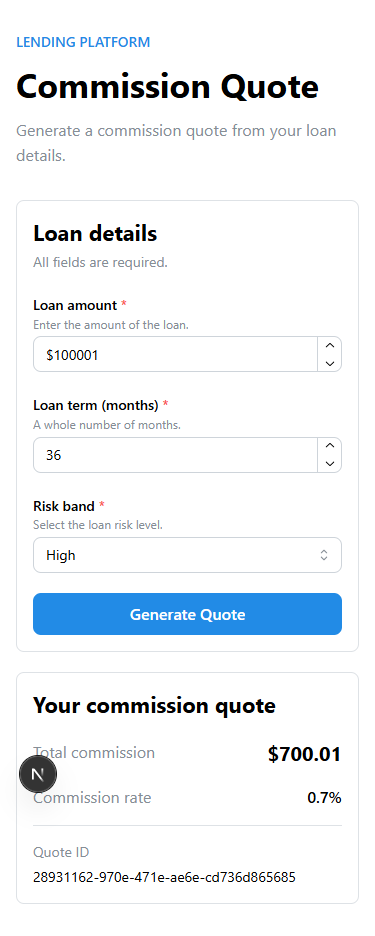 LENDING PLATFORM
Commission Quote
Generate a commission quote from your loan
details.
Loan details
All fields are required.
Loan amount *
Enter the amount of the loan.
$100001
Loan term (months) *
A whole number of months.
36
Risk band *
Select the loan risk level.
High
Generate Quote
Your commission quote
Total commission $700.01
N
Commission rate 0.7%
Quote ID
28931162-970e-471e-ae6e-cd736d865685